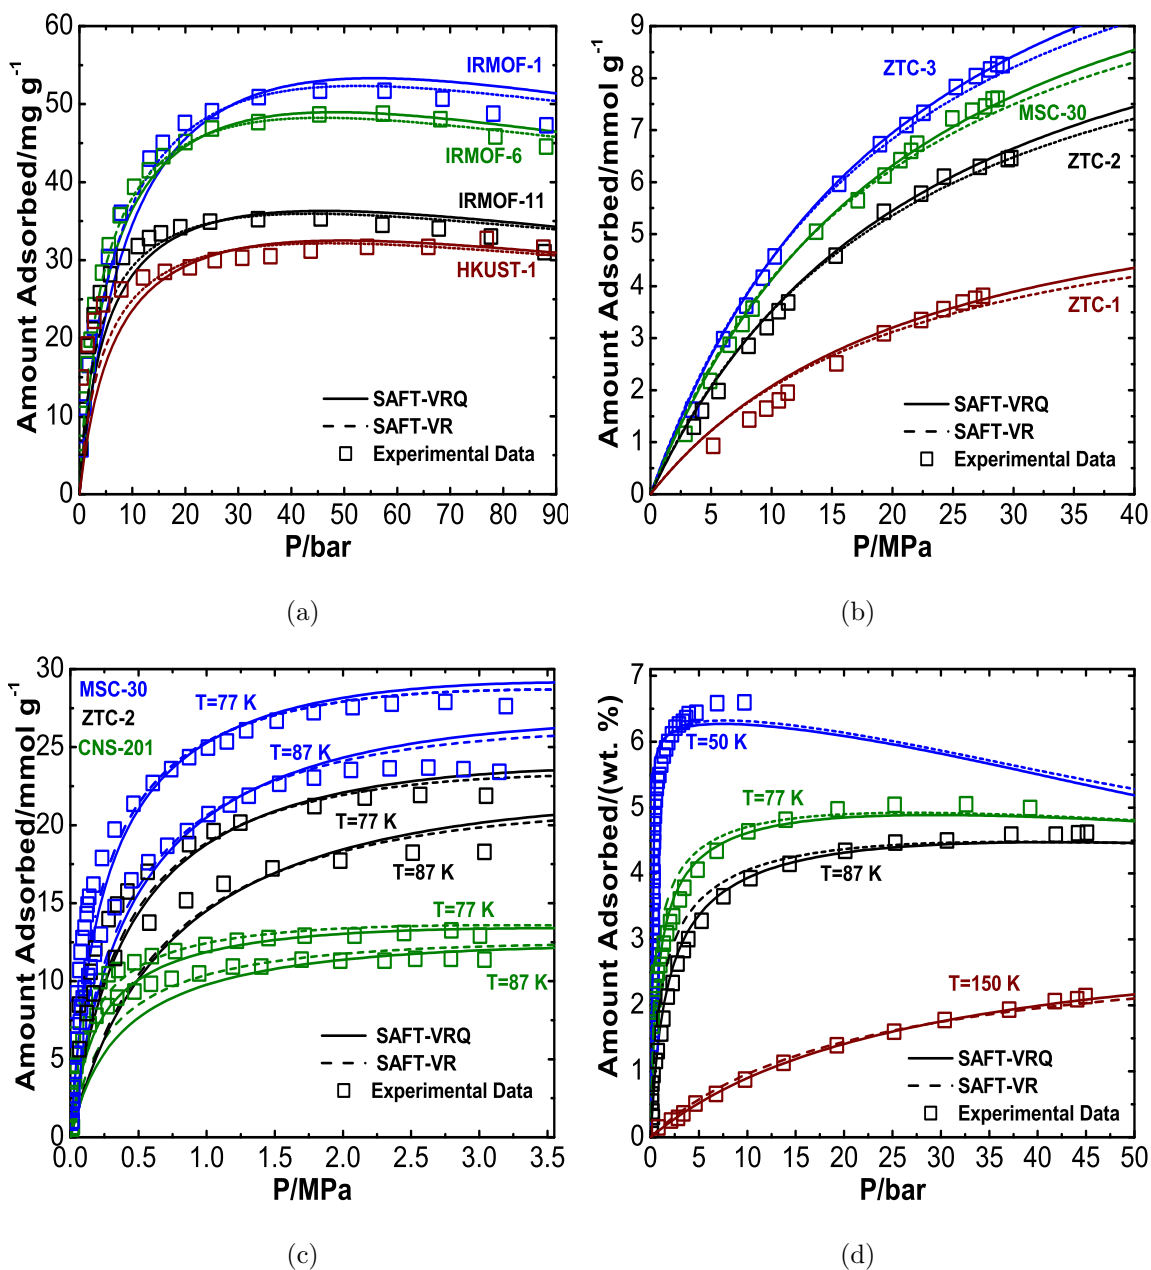 60
50
40
30
20
10
0
Amount Adsorbed/mg g-1
IRMOF-1
IRMOF-6
IRMOF-11
HKUST-1
SAFT-VRQ
SAFT-VR
Experimental Data
0 10 20 30 40 50 60 70 80 90
P/bar
(a)
9
8
7
6
5
4
3
2
1
0
Amount Adsorbed/mmol g-1
ZTC-3
MSC-30
ZTC-2
ZTC-1
SAFT-VRQ
SAFT-VR
Experimental Data
0 5 10 15 20 25 30 35 40
P/MPa
(b)
30
25
20
15
10
5
0
Amount Adsorbed/mmol g-1
MSC-30
ZTC-2
CNS-201
T=77 K
T=87 K
T=77 K
T=87 K
T=77 K
T=87 K
SAFT-VRQ
SAFT-VR
Experimental Data
0.0 0.5 1.0 1.5 2.0 2.5 3.0 3.5
P/MPa
(c)
7
6
5
4
3
2
1
0
Amount Adsorbed/(wt. %)
T=50 K
T=77 K
T=87 K
T=150 K
SAFT-VRQ
SAFT-VR
Experimental Data
0 5 10 15 20 25 30 35 40 45 50
P/bar
(d)